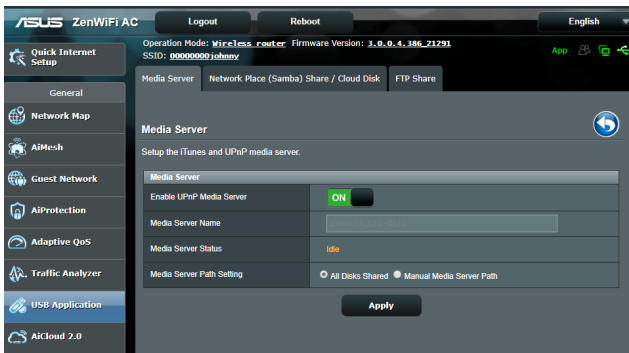 ASUS ZenWiFi AC Logout Reboot English
Quick Internet Setup
Operation Mode: Wireless router Firmware Version: 3.0.0.4.386_21291
SSID: 00000000johnny
App
Media Server Network Place (Samba) Share / Cloud Disk FTP Share
General
Network Map
AiMesh
Guest Network
AiProtection
Adaptive QoS
Traffic Analyzer
USB Application
AiCloud 2.0
Media Server
Setup the iTunes and UPnP media server.
Media Server
Enable UPnP Media Server ON
Media Server Name
Media Server Status Idle
Media Server Path Setting All Disks Shared Manual Media Server Path
Apply